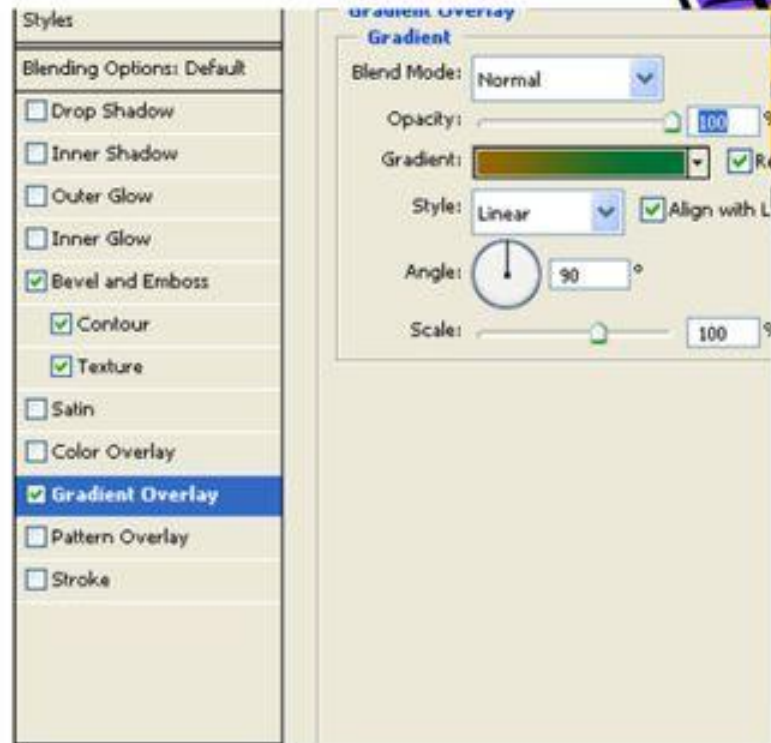 Styles
Blending Options: Default
Drop Shadow
Inner Shadow
Outer Glow
Inner Glow
Bevel and Emboss
Contour
Texture
Satin
Color Overlay
Gradient Overlay
Pattern Overlay
Stroke
Gradient Overlay
Gradient
Blend Mode: Normal
Opacity: 100 %
Gradient:
Style: Linear Align with L
Angle: 90 °
Scale: 100 %